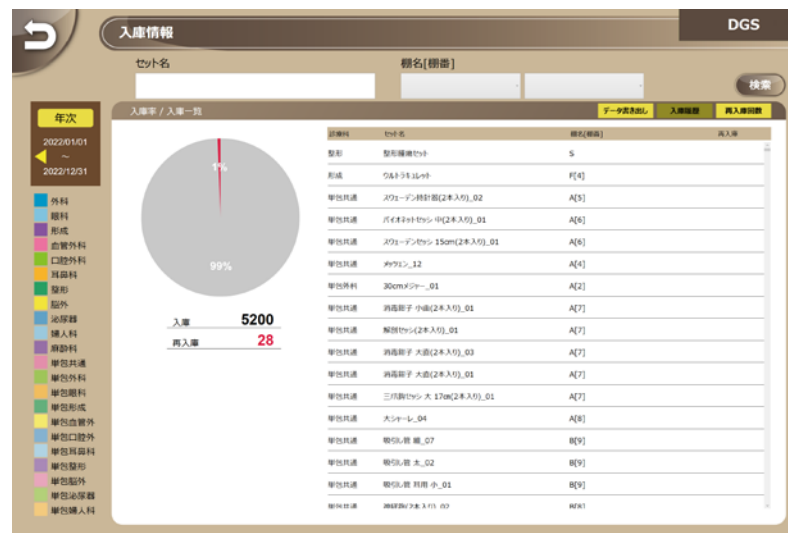 入庫情報
DGS
セット名
棚名[棚番]
検索
年次
2022/01/01
～
2022/12/31
入庫率 / 入庫一覧
データ書き出し
入庫履歴
再入庫回数
外科
眼科
形成
血管外科
口腔外科
耳鼻科
整形
脳外
泌尿器
婦人科
麻酔科
単包共通
単包外科
単包眼科
単包形成
単包血管外
単包口腔外
単包耳鼻科
単包整形
単包脳外
単包泌尿器
単包婦人科
1%
99%
入庫 5200
再入庫 28
診療科 セット名 棚名[棚番] 再入庫
整形 整形腰椎セット S
形成 ウルトラキュレット F[4]
単包共通 スウェーデン持針器(2本入り)_02 A[5]
単包共通 バイオネットセッシ 中(2本入り)_01 A[6]
単包共通 スウェーデンセッシ 15cm(2本入り)_01 A[6]
単包共通 _12 A[4]
単包外科 30cmメジャー_01 A[2]
単包共通 消毒鉗子 小曲(2本入り)_01 A[7]
単包共通 解剖セッシ(2本入り)_01 A[7]
単包共通 消毒鉗子 大直(2本入り)_03 A[7]
単包共通 消毒鉗子 大直(2本入り)_01 A[7]
単包共通 三爪鉤セッシ 大 17cm(2本入り)_01 A[7]
単包共通 大シャーレ_04 A[8]
単包共通 吸引し管 細_07 B[9]
単包共通 吸引し管 太_02 B[9]
単包共通 吸引し管 耳用 小_01 B[9]
単包共通 (2本入り)_02 B[8]